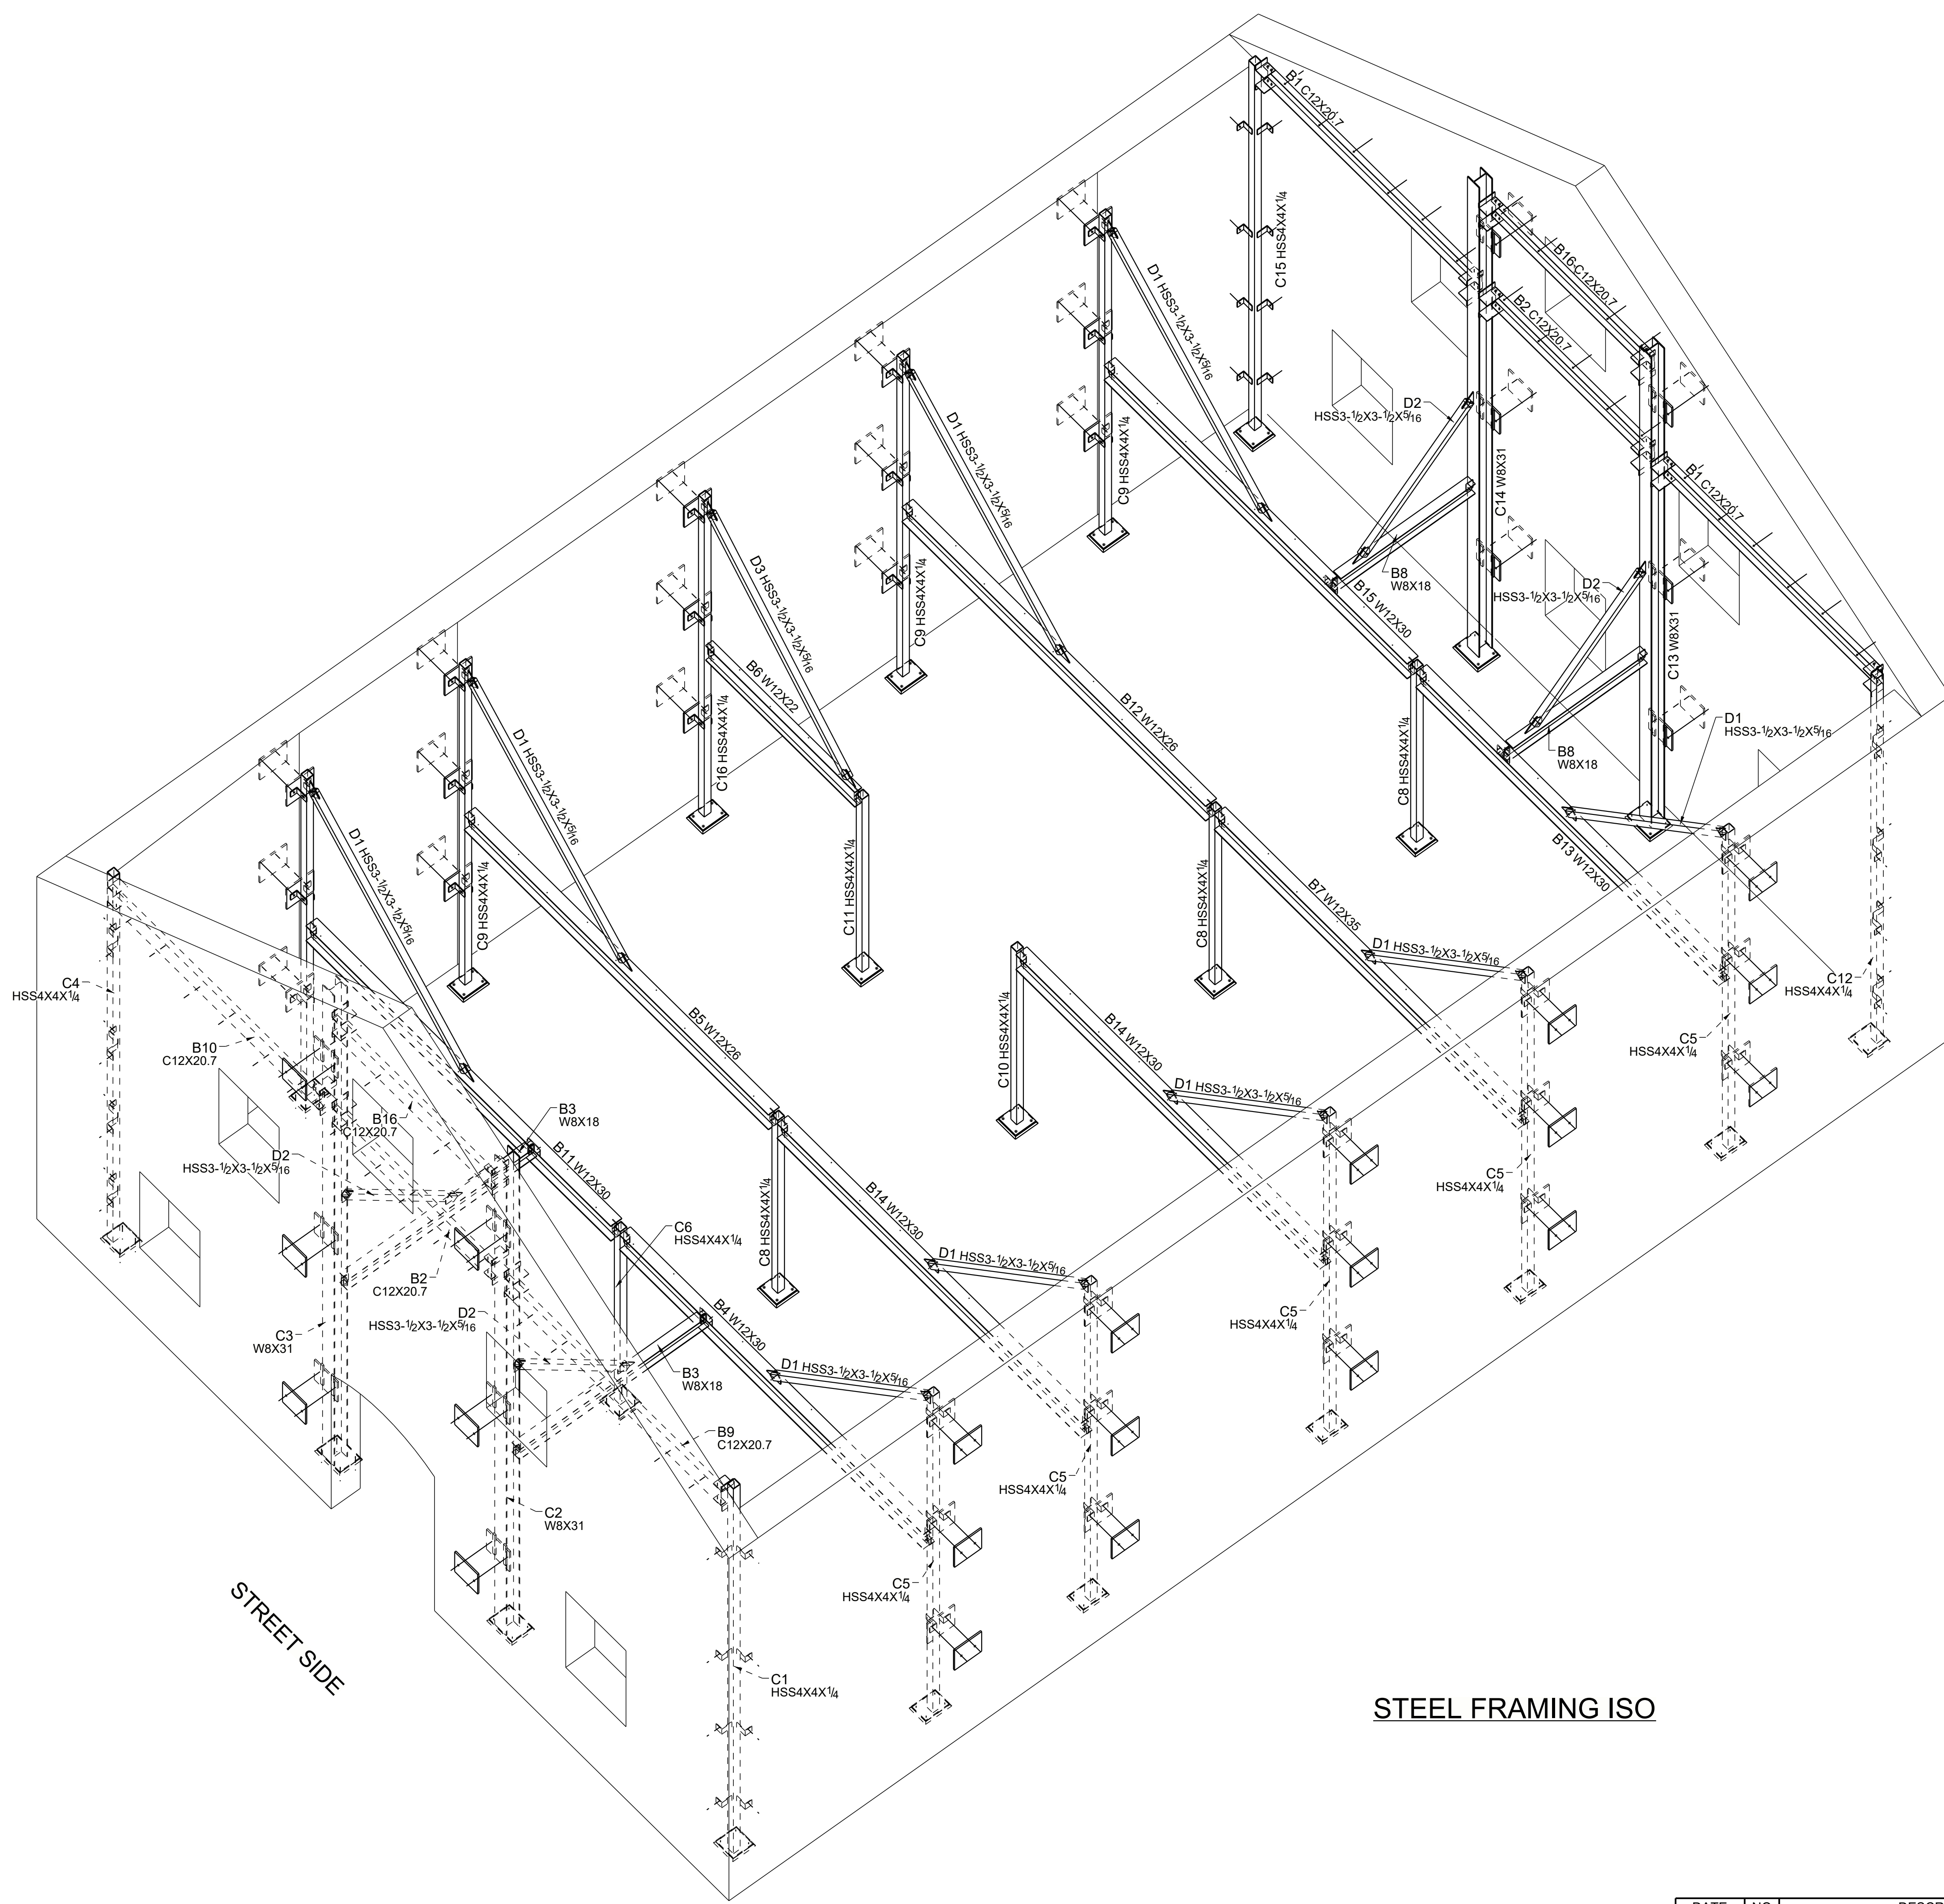 B1 C12X20.7
C15 HSS4X4X1/4
B16 C12X20.7
B2 C12X20.7
D1 HSS3-1/2X3-1/2X5/16
D2
HSS3-1/2X3-1/2X5/16
C9 HSS4X4X1/4
C14 W8X31
B1 C12X20.7
D1 HSS3-1/2X3-1/2X5/16
B8
W8X18
D2
HSS3-1/2X3-1/2X5/16
B15 W12X30
C9 HSS4X4X1/4
C13 W8X31
D3 HSS3-1/2X3-1/2X5/16
B6 W12X22
B12 W12X26
D1
HSS3-1/2X3-1/2X5/16
C16 HSS4X4X1/4
C8 HSS4X4X1/4
B8
W8X18
D1 HSS3-1/2X3-1/2X5/16
B13 W12X30
C11 HSS4X4X1/4
B7 W12X35
D1 HSS3-1/2X3-1/2X5/16
C9 HSS4X4X1/4
C8 HSS4X4X1/4
D1 HSS3-1/2X3-1/2X5/16
C4
HSS4X4X1/4
C12
HSS4X4X1/4
B5 W12X26
C10 HSS4X4X1/4
B14 W12X30
C5
HSS4X4X1/4
B10
C12X20.7
D1 HSS3-1/2X3-1/2X5/16
B16
C12X20.7
B3
W8X18
D2
HSS3-1/2X3-1/2X5/16
B11 W12X30
C5
HSS4X4X1/4
C8 HSS4X4X1/4
B14 W12X30
C6
HSS4X4X1/4
D1 HSS3-1/2X3-1/2X5/16
B2
C12X20.7
D2
HSS3-1/2X3-1/2X5/16
C5
HSS4X4X1/4
C3
W8X31
B4 W12X30
B3
W8X18
D1 HSS3-1/2X3-1/2X5/16
B9
C12X20.7
C5
HSS4X4X1/4
C2
W8X31
C5
HSS4X4X1/4
STREET SIDE
C1
HSS4X4X1/4
STEEL FRAMING ISO